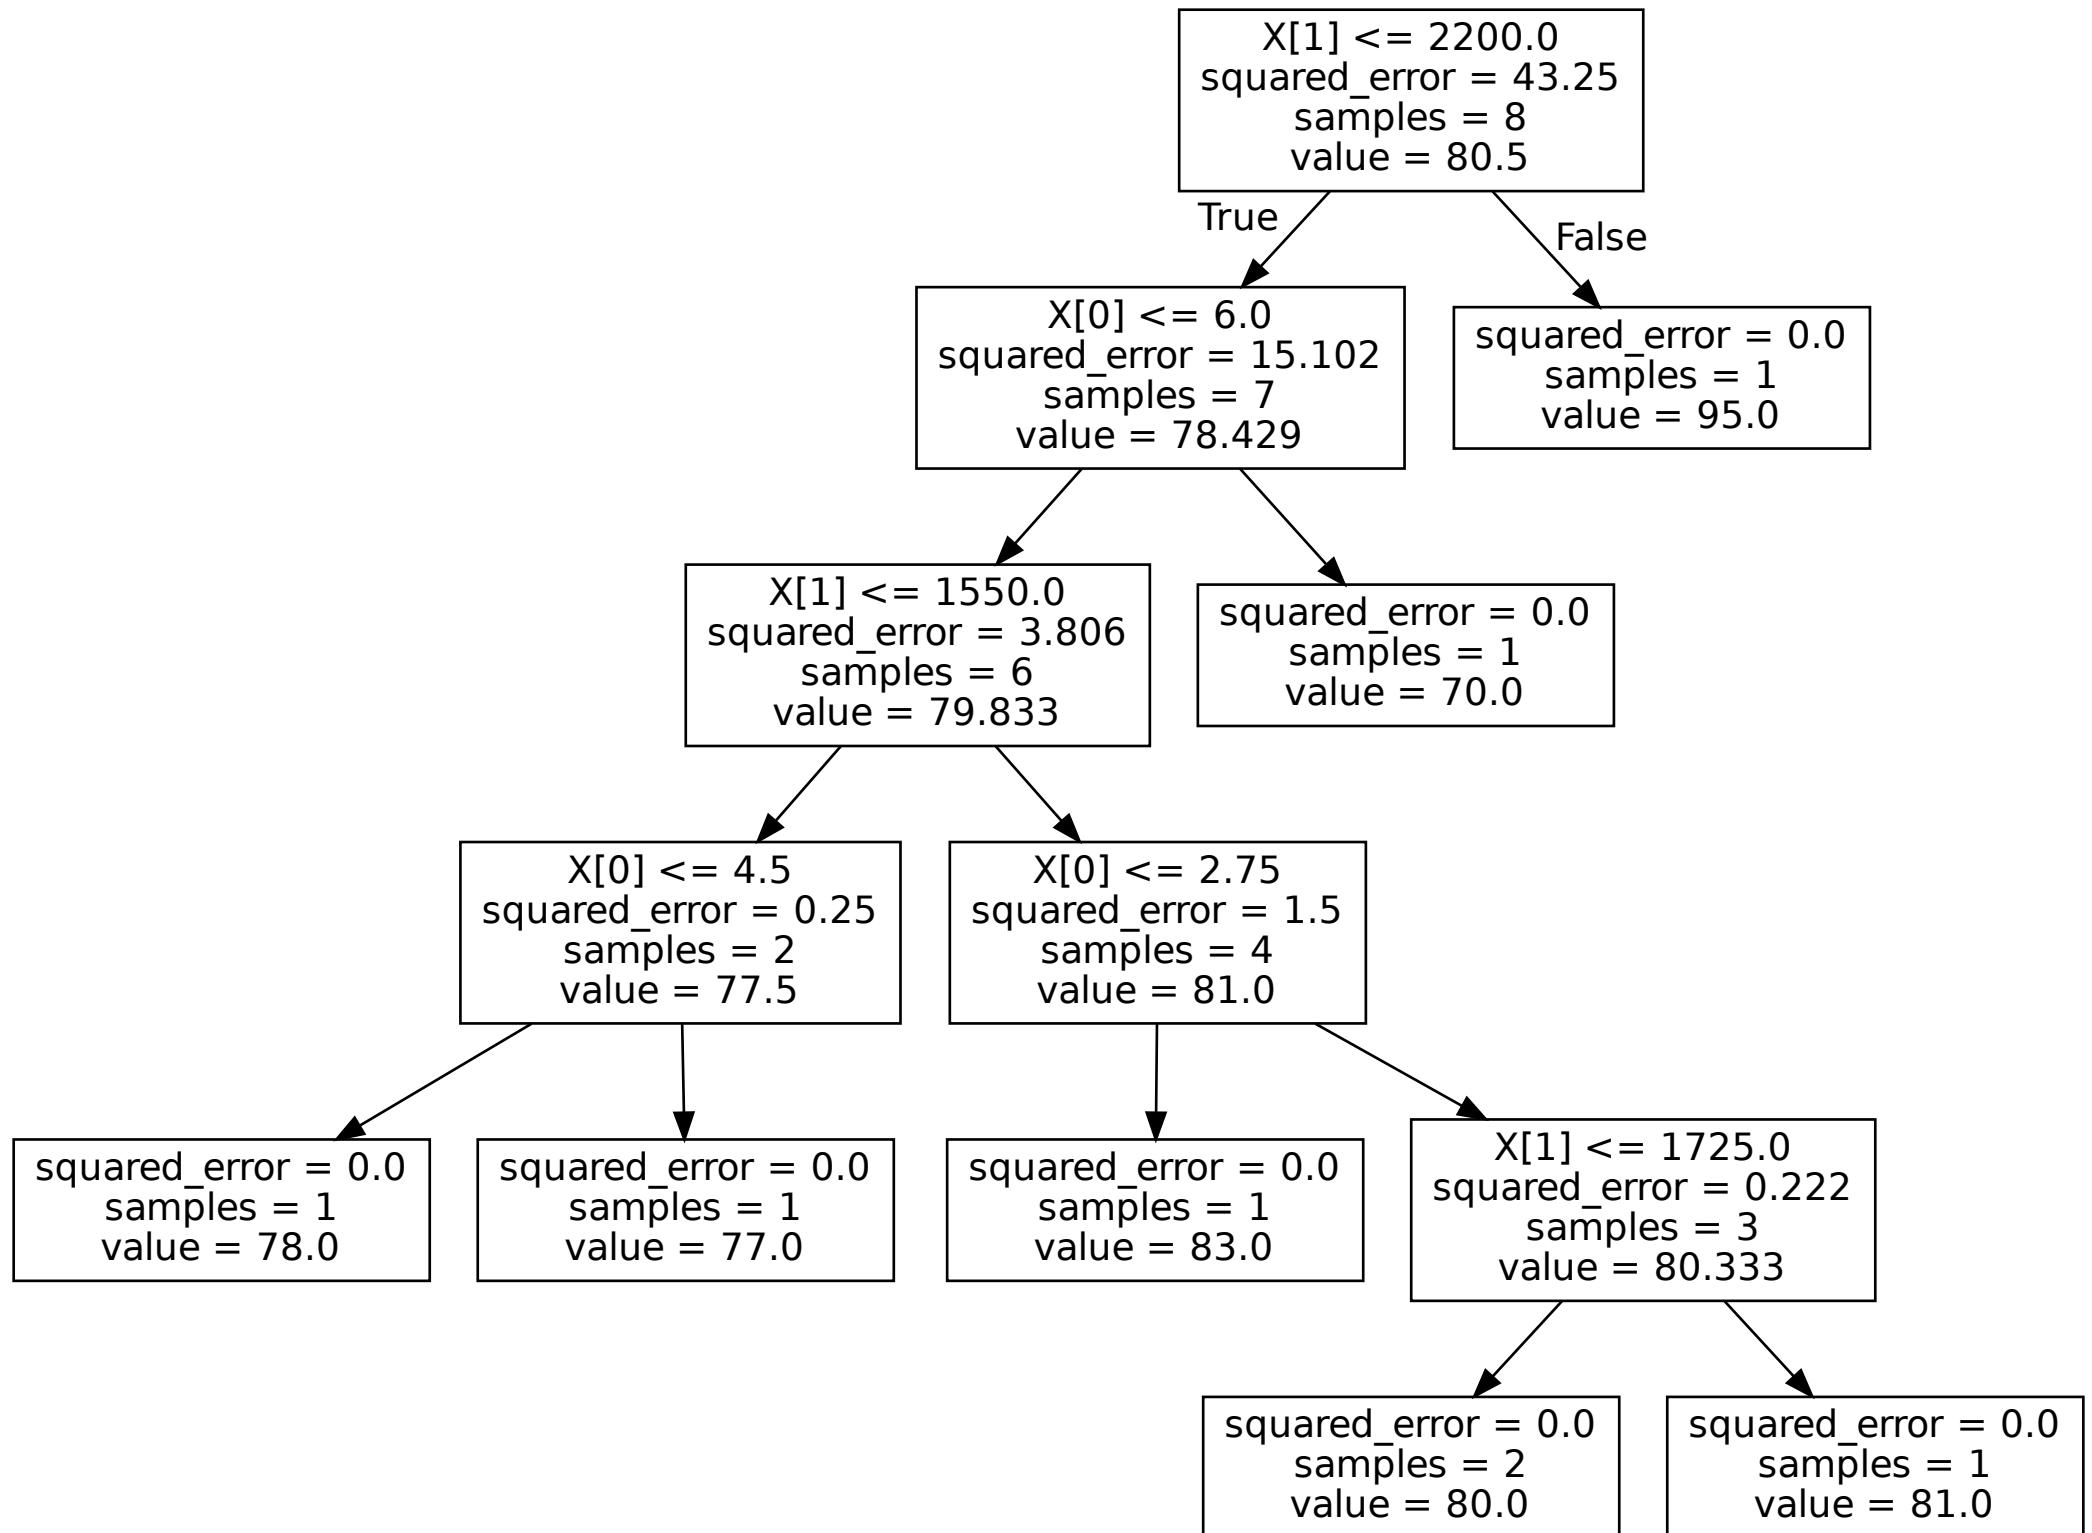 X[1] <= 2200.0
squared_error = 43.25
samples = 8
value = 80.5
True
False
X[0] <= 6.0
squared_error = 15.102
samples = 7
value = 78.429
squared_error = 0.0
samples = 1
value = 95.0
X[1] <= 1550.0
squared_error = 3.806
samples = 6
value = 79.833
squared_error = 0.0
samples = 1
value = 70.0
X[0] <= 4.5
squared_error = 0.25
samples = 2
value = 77.5
X[0] <= 2.75
squared_error = 1.5
samples = 4
value = 81.0
squared_error = 0.0
samples = 1
value = 78.0
squared_error = 0.0
samples = 1
value = 77.0
squared_error = 0.0
samples = 1
value = 83.0
X[1] <= 1725.0
squared_error = 0.222
samples = 3
value = 80.333
squared_error = 0.0
samples = 2
value = 80.0
squared_error = 0.0
samples = 1
value = 81.0